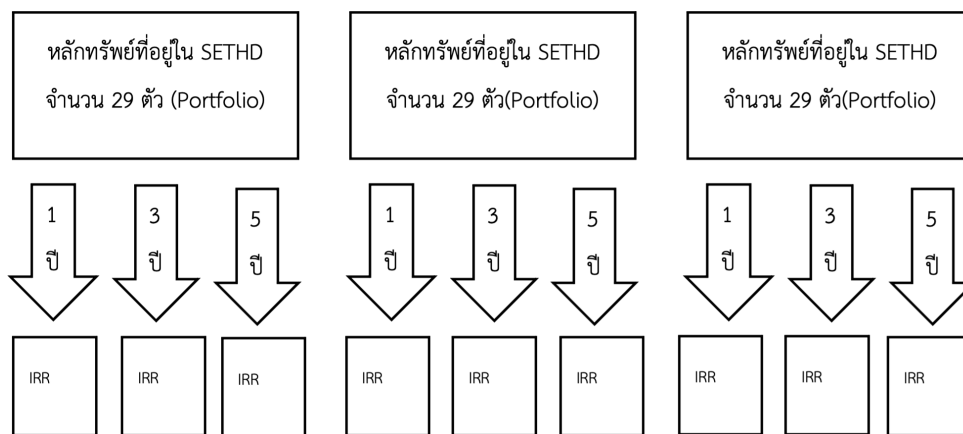 หลักทรัพย์ที่อยู่ใน SETHD
จำนวน 29 ตัว (Portfolio)
หลักทรัพย์ที่อยู่ใน SETHD
จำนวน 29 ตัว(Portfolio)
หลักทรัพย์ที่อยู่ใน SETHD
จำนวน 29 ตัว(Portfolio)
1
ปี
3
ปี
5
ปี
1
ปี
3
ปี
5
ปี
1
ปี
3
ปี
5
ปี
IRR
IRR
IRR
IRR
IRR
IRR
IRR
IRR
IRR